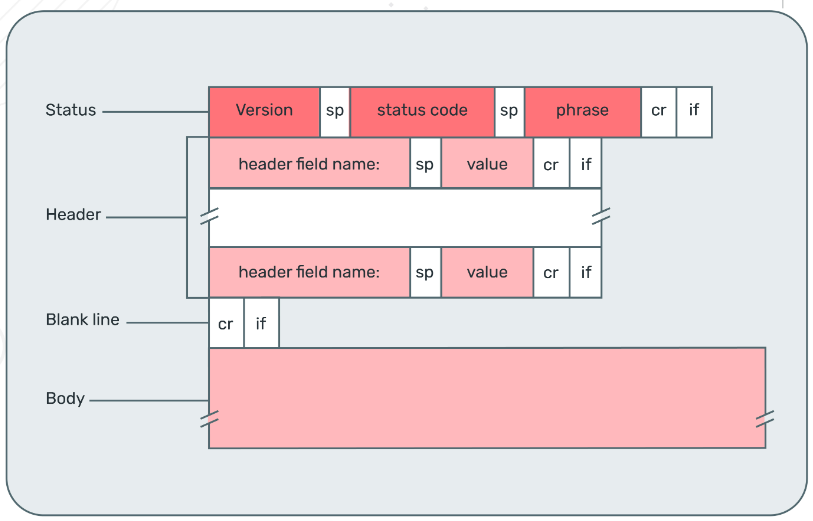 Status Version sp status code sp phrase cr if
header field name: sp value cr if
Header
header field name: sp value cr if
Blank line cr if
Body